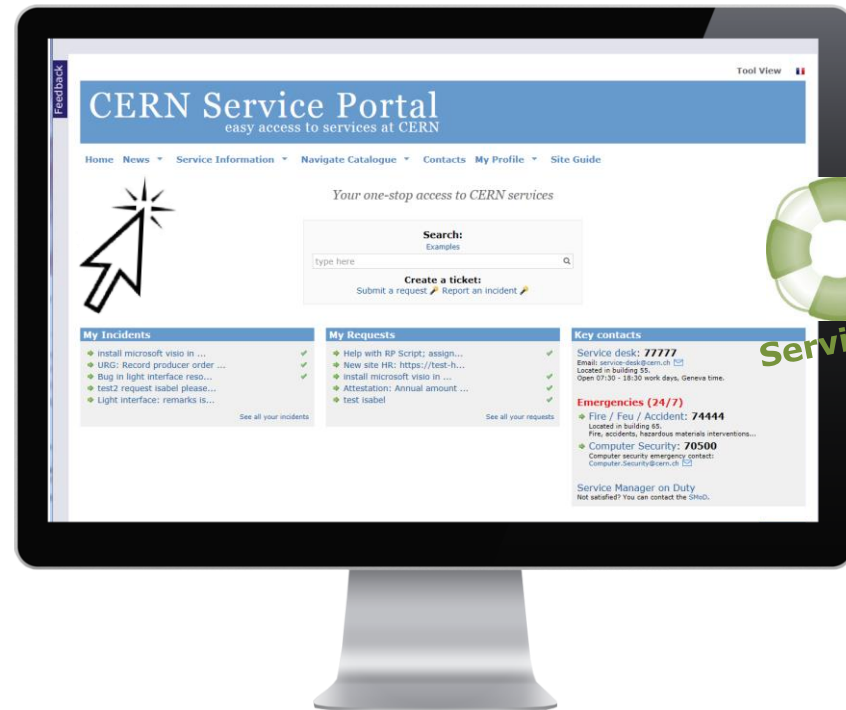 Feedback
Tool View
CERN Service Portal
easy access to services at CERN
Home News Service Information Navigate Catalogue Contacts My Profile Site Guide
Your one-stop access to CERN services
Search:
Examples
type here
Create a ticket:
Submit a request Report an incident
My Incidents
install microsoft visio in ...
URG: Record producer order ...
Bug in light interface reso...
test2 request isabel please...
Light interface: remarks is...
See all your incidents
My Requests
Help with RP Script; assign...
New site HR: https://test-h...
install microsoft visio in ...
Attestation: Annual amount ...
test isabel
See all your requests
Key contacts
Service desk: 77777
Email: service-desk@cern.ch
Located in building 55.
Open 07:30 - 18:30 work days, Geneva time.
Emergencies (24/7)
Fire / Feu / Accident: 74444
Located in building 65.
Fire, accidents, hazardous materials interventions...
Computer Security: 70500
Computer security emergency contact:
Computer.Security@cern.ch
Service Manager on Duty
Not satisfied? You can contact the SMoD.